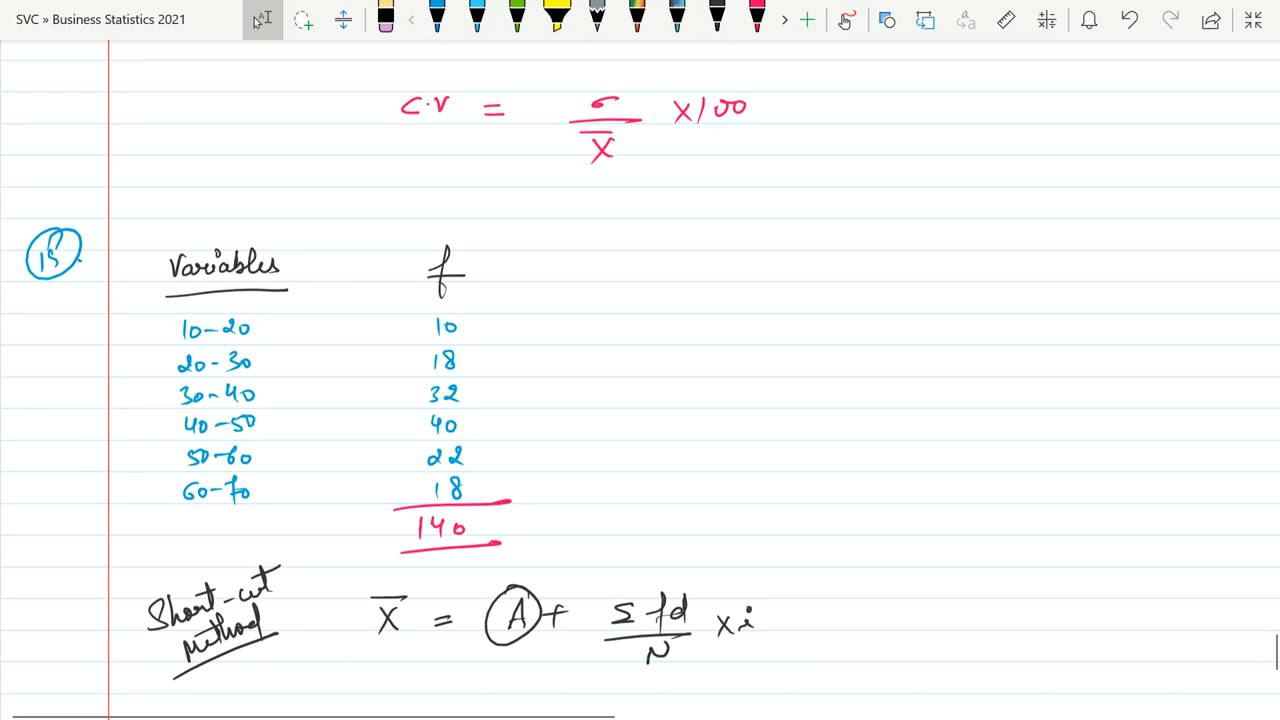 SVC » Business Statistics 2021
C.V = σ / X̅ x100
15
Variables f
10-20 10
20-30 18
30-40 32
40-50 40
50-60 22
60-70 18
140
Short-cut Method
X̅ = A + Σfd / N x i